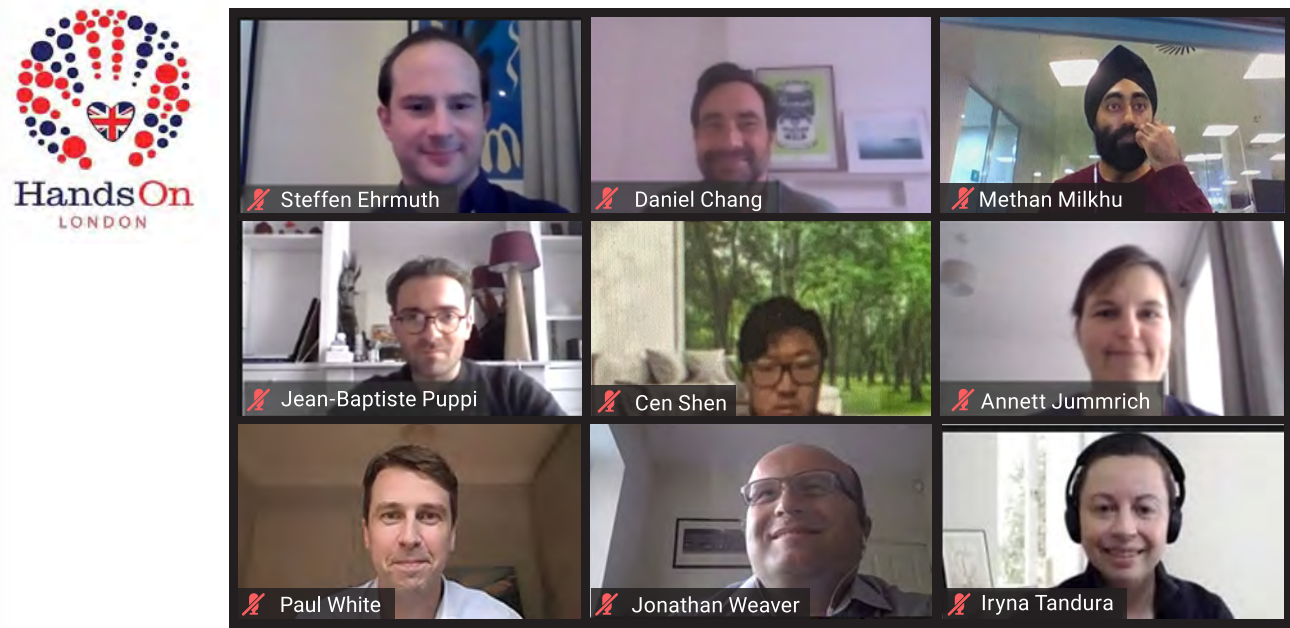 HandsOn
LONDON
Steffen Ehrmuth
Daniel Chang
Methan Milkhu
Jean-Baptiste Puppi
Cen Shen
Annett Jummrich
Paul White
Jonathan Weaver
Iryna Tandura